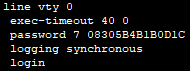 line vty 0
exec-timeout 40 0
password 7 08305B4B1B0D1C
logging synchronous
login